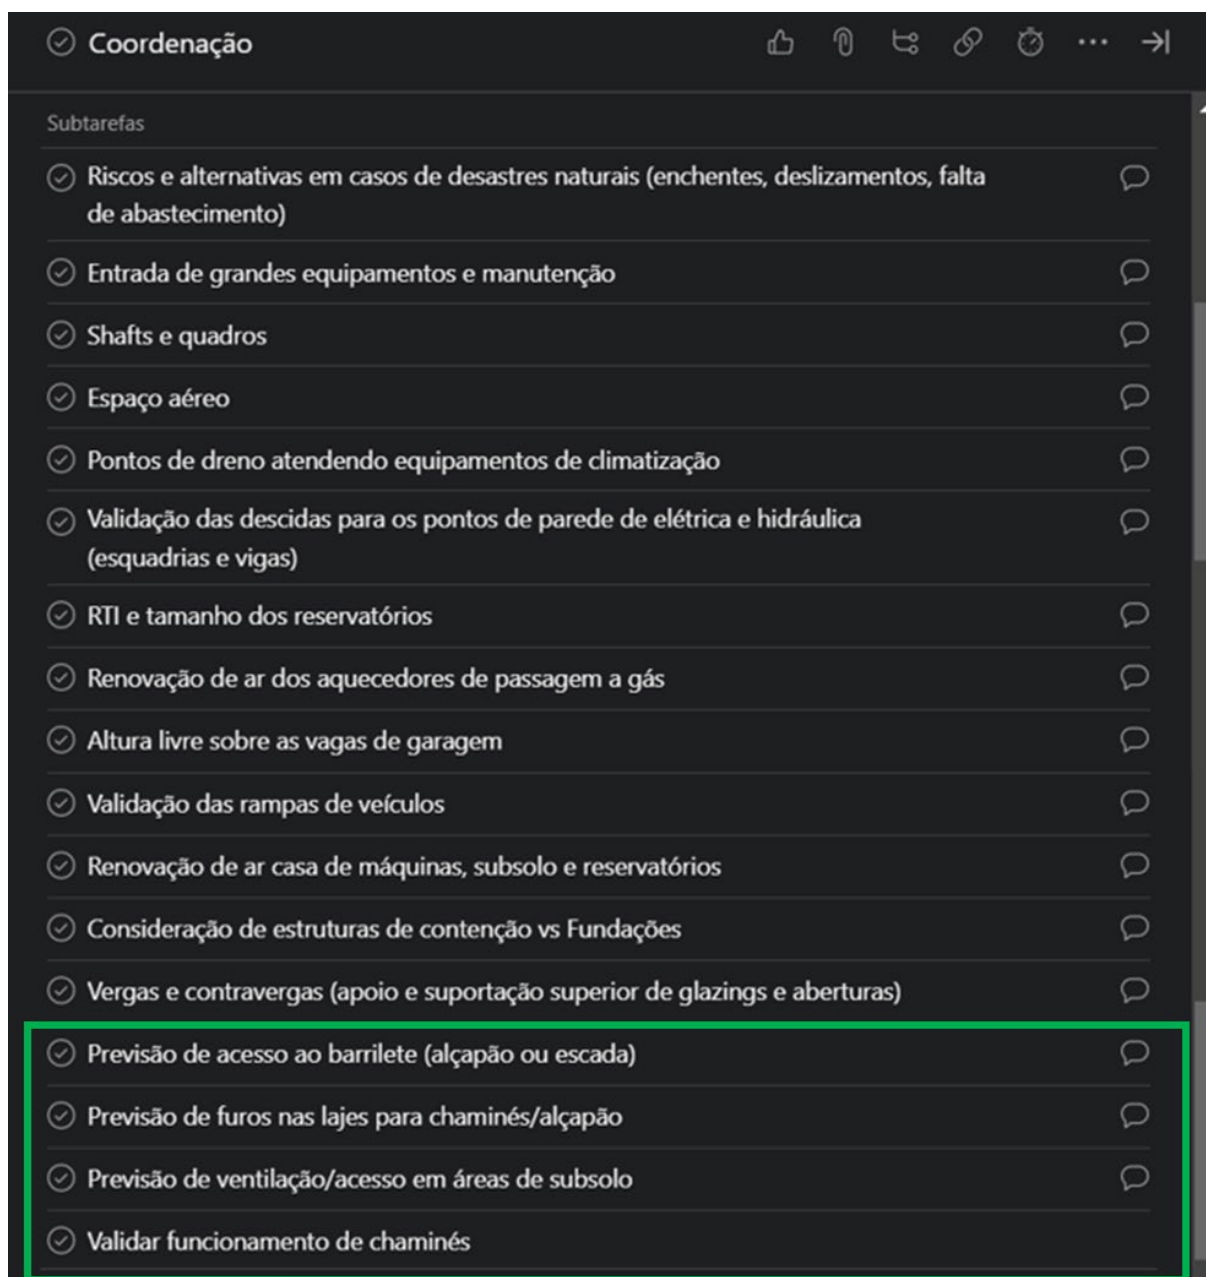 Coordenação
Subtarefas
Riscos e alternativas em casos de desastres naturais (enchentes, deslizamentos, falta
de abastecimento)
Entrada de grandes equipamentos e manutenção
Shafts e quadros
Espaço aéreo
Pontos de dreno atendendo equipamentos de climatização
Validação das descidas para os pontos de parede de elétrica e hidráulica
(esquadrias e vigas)
RTI e tamanho dos reservatórios
Renovação de ar dos aquecedores de passagem a gás
Altura livre sobre as vagas de garagem
Validação das rampas de veículos
Renovação de ar casa de máquinas, subsolo e reservatórios
Consideração de estruturas de contenção vs Fundações
Vergas e contravergas (apoio e suportação superior de glazings e aberturas)
Previsão de acesso ao barrilete (alçapão ou escada)
Previsão de furos nas lajes para chaminés/alçapão
Previsão de ventilação/acesso em áreas de subsolo
Validar funcionamento de chaminés